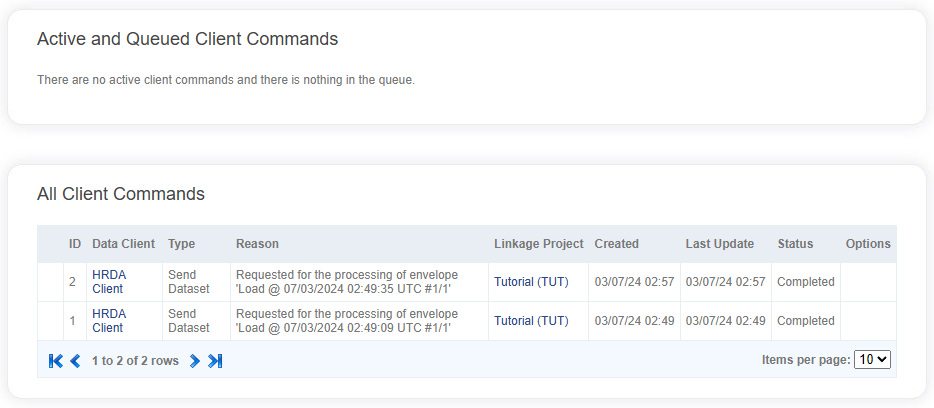 Active and Queued Client Commands
There are no active client commands and there is nothing in the queue.
All Client Commands
ID Data Client Type Reason Linkage Project Created Last Update Status Options
2 HRDA Client Send Dataset Requested for the processing of envelope 'Load @ 07/03/2024 02:49:35 UTC #1/1' Tutorial (TUT) 03/07/24 02:57 03/07/24 02:57 Completed
1 HRDA Client Send Dataset Requested for the processing of envelope 'Load @ 07/03/2024 02:49:09 UTC #1/1' Tutorial (TUT) 03/07/24 02:49 03/07/24 02:49 Completed
1 to 2 of 2 rows Items per page: 10